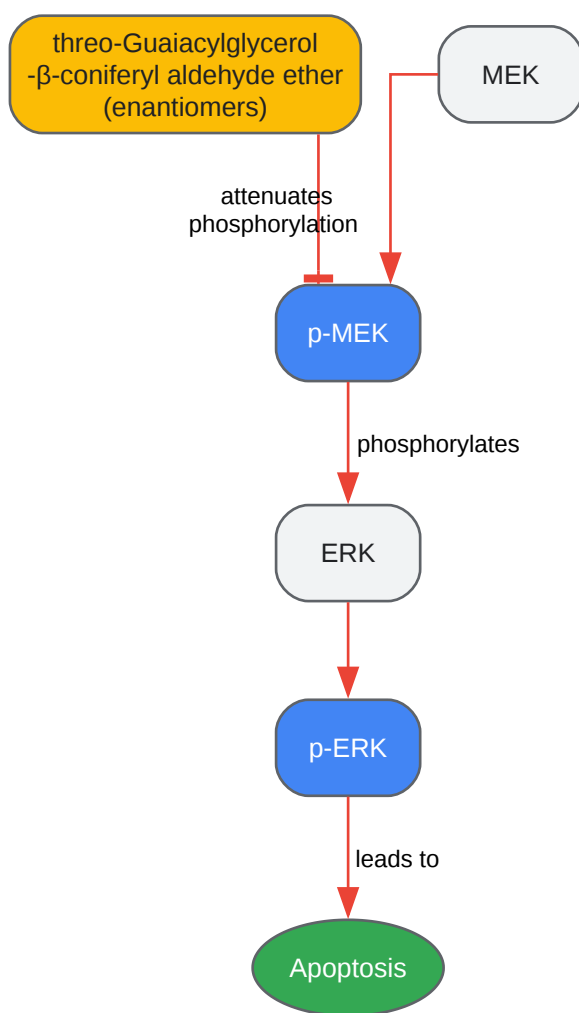 threo-Guaiacylglycerol
-β-coniferyl aldehyde ether
(enantiomers)
MEK
attenuates
phosphorylation
p-MEK
phosphorylates
ERK
p-ERK
leads to
Apoptosis